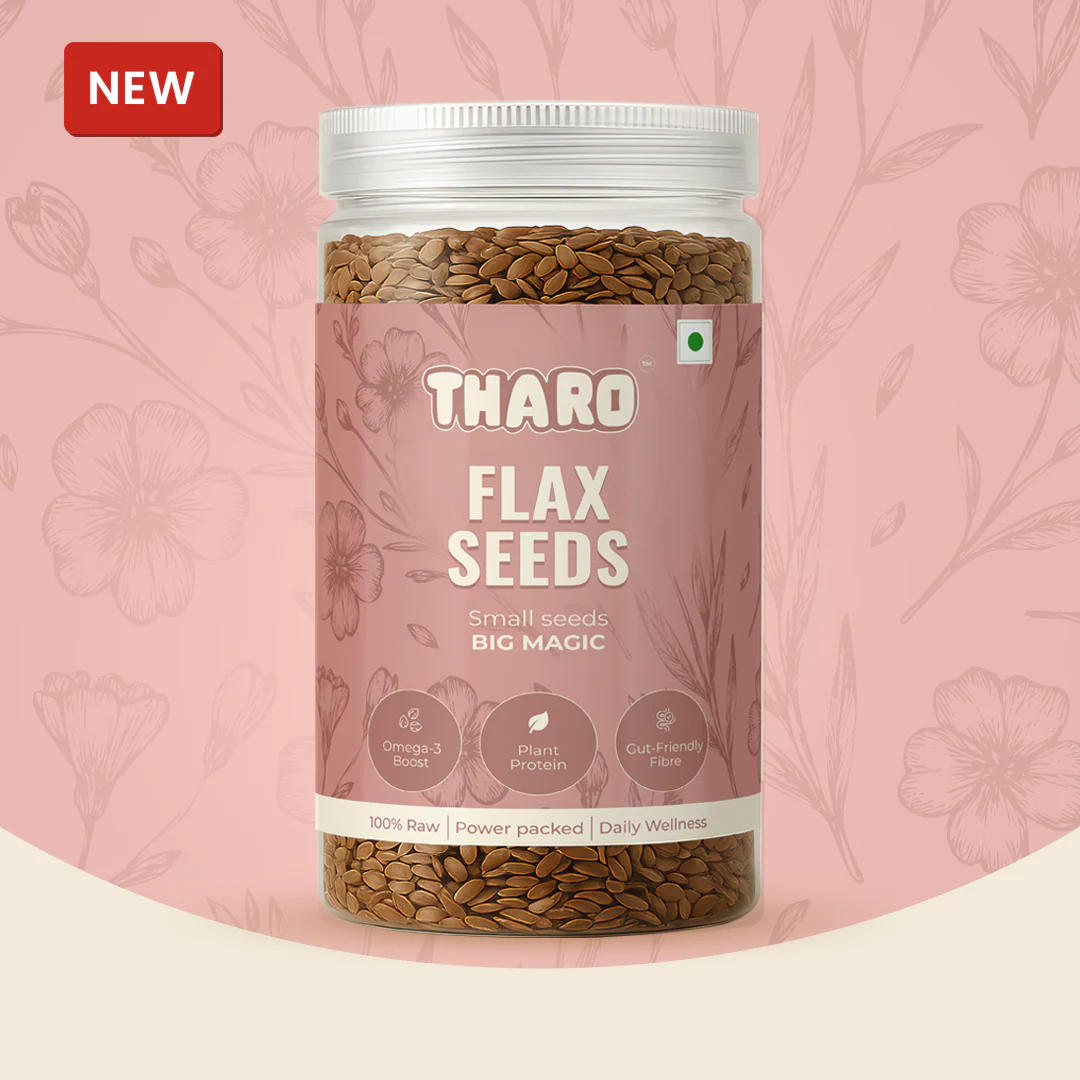 NEW
THARO
TM
FLAX
SEEDS
Small seeds
BIG MAGIC
Omega-3
Boost
Plant
Protein
Gut-Friendly
Fibre
100% Raw | Power packed | Daily Wellness